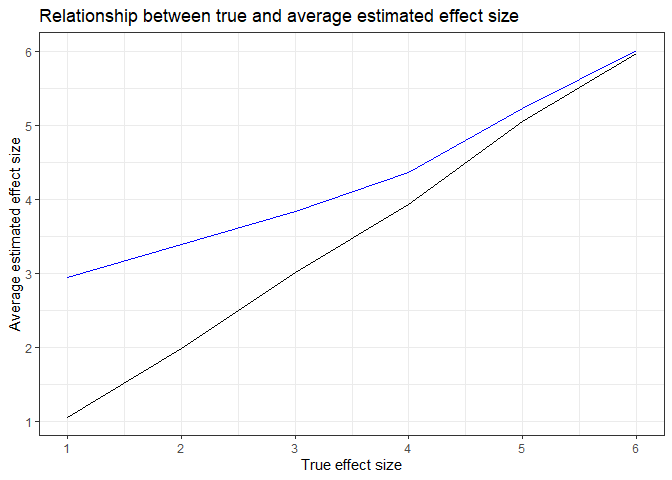 Relationship between true and average estimated effect size
Average estimated effect size
6
5
4
3
2
1
1 2 3 4 5 6
True effect size